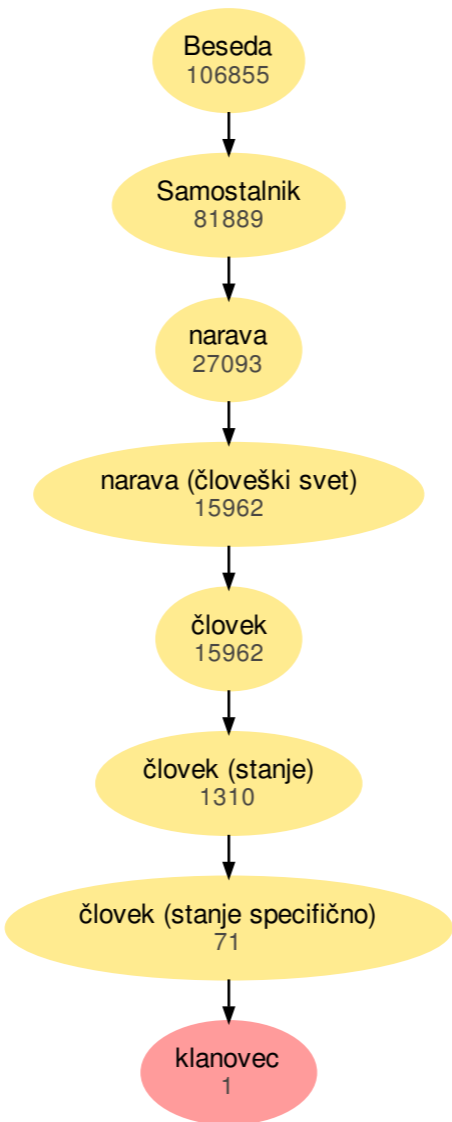 Beseda
106855
Samostalnik
81889
narava
27093
narava (človeški svet)
15962
človek
15962
človek (stanje)
1310
človek (stanje specifično)
71
klanovec
1